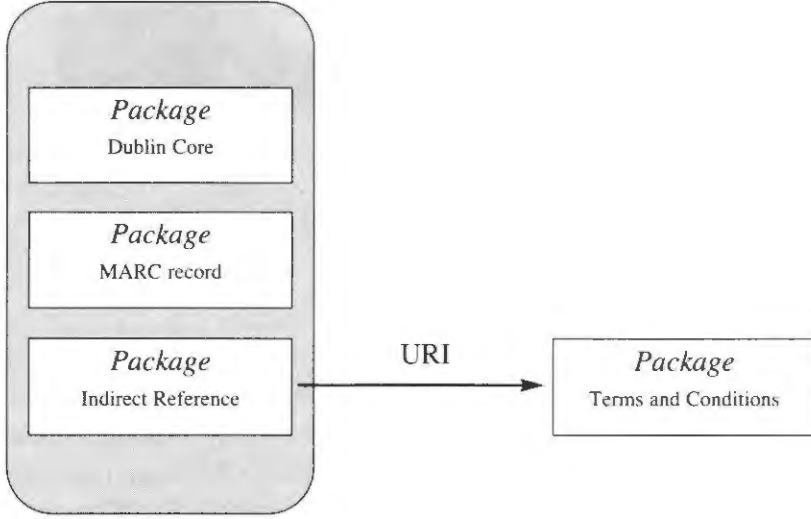 Package
Dublin Core
Package
MARC record
Package
Indirect Reference
URI
Package
Terms and Conditions